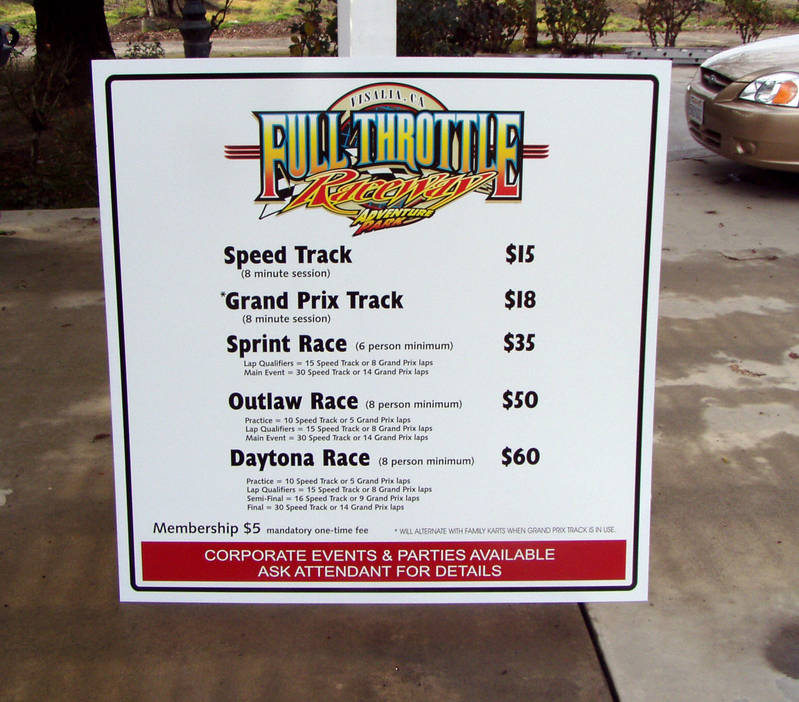 VISALIA, CA
FULL THROTTLE
Raceway
ADVENTURE
PARK
Speed Track $15
(8 minute session)
*Grand Prix Track $18
(8 minute session)
Sprint Race (6 person minimum) $35
Lap Qualifiers = 15 Speed Track or 8 Grand Prix laps
Main Event = 30 Speed Track or 14 Grand Prix laps
Outlaw Race (8 person minimum) $50
Practice = 10 Speed Track or 5 Grand Prix laps
Lap Qualifiers = 15 Speed Track or 8 Grand Prix laps
Main Event = 30 Speed Track or 14 Grand Prix laps
Daytona Race (8 person minimum) $60
Practice = 10 Speed Track or 5 Grand Prix laps
Lap Qualifiers = 15 Speed Track or 8 Grand Prix laps
Semi-Final = 16 Speed Track or 9 Grand Prix laps
Final = 30 Speed Track or 14 Grand Prix laps
Membership $5 mandatory one-time fee * WILL ALTERNATE WITH FAMILY KARTS WHEN GRAND PRIX TRACK IS IN USE.
CORPORATE EVENTS & PARTIES AVAILABLE
ASK ATTENDANT FOR DETAILS